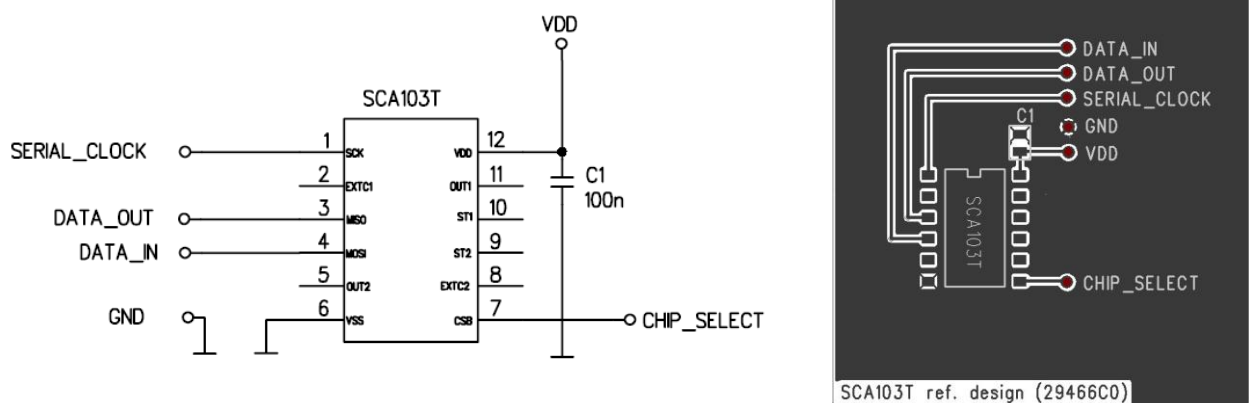 VDD
SCA103T
SERIAL_CLOCK
1
SCK
VDD
12
2
EXTC1
OUT1
11
C1
100n
DATA_OUT
3
MISO
ST1
10
DATA_IN
4
MOSI
ST2
9
5
OUT2
EXTC2
8
GND
6
VSS
CSB
7
CHIP_SELECT
DATA_IN
DATA_OUT
SERIAL_CLOCK
C1
GND
VDD
SCA103T
CHIP_SELECT
SCA103T ref. design (29466C0)